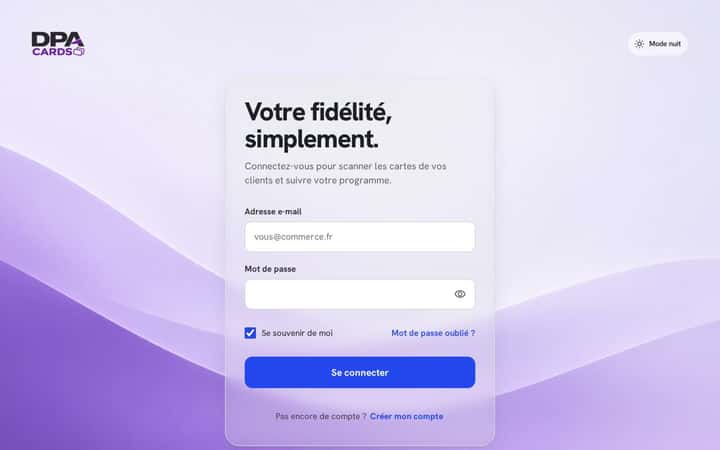 DPA
CARDS
Mode nuit
Votre fidélité,
simplement.
Connectez-vous pour scanner les cartes de vos
clients et suivre votre programme.
Adresse e-mail
vous@commerce.fr
Mot de passe
Se souvenir de moi
Mot de passe oublié ?
Se connecter
Pas encore de compte ? Créer mon compte